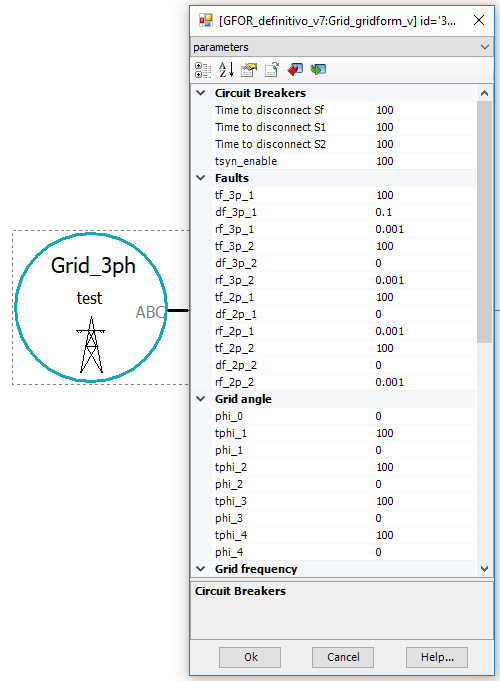 [GFOR_definitivo_v7:Grid_gridform_v] id='3...
parameters
Circuit Breakers
Time to disconnect Sf 100
Time to disconnect S1 100
Time to disconnect S2 100
tsyn_enable 100
Faults
tf_3p_1 100
df_3p_1 0.1
rf_3p_1 0.001
tf_3p_2 100
df_3p_2 0
rf_3p_2 0.001
tf_2p_1 100
df_2p_1 0
rf_2p_1 0.001
tf_2p_2 100
df_2p_2 0
rf_2p_2 0.001
Grid angle
phi_0 0
tphi_1 100
phi_1 0
tphi_2 100
phi_2 0
tphi_3 100
phi_3 0
tphi_4 100
phi_4 0
Grid frequency
Circuit Breakers
Ok Cancel Help...
Grid_3ph
test
ABC